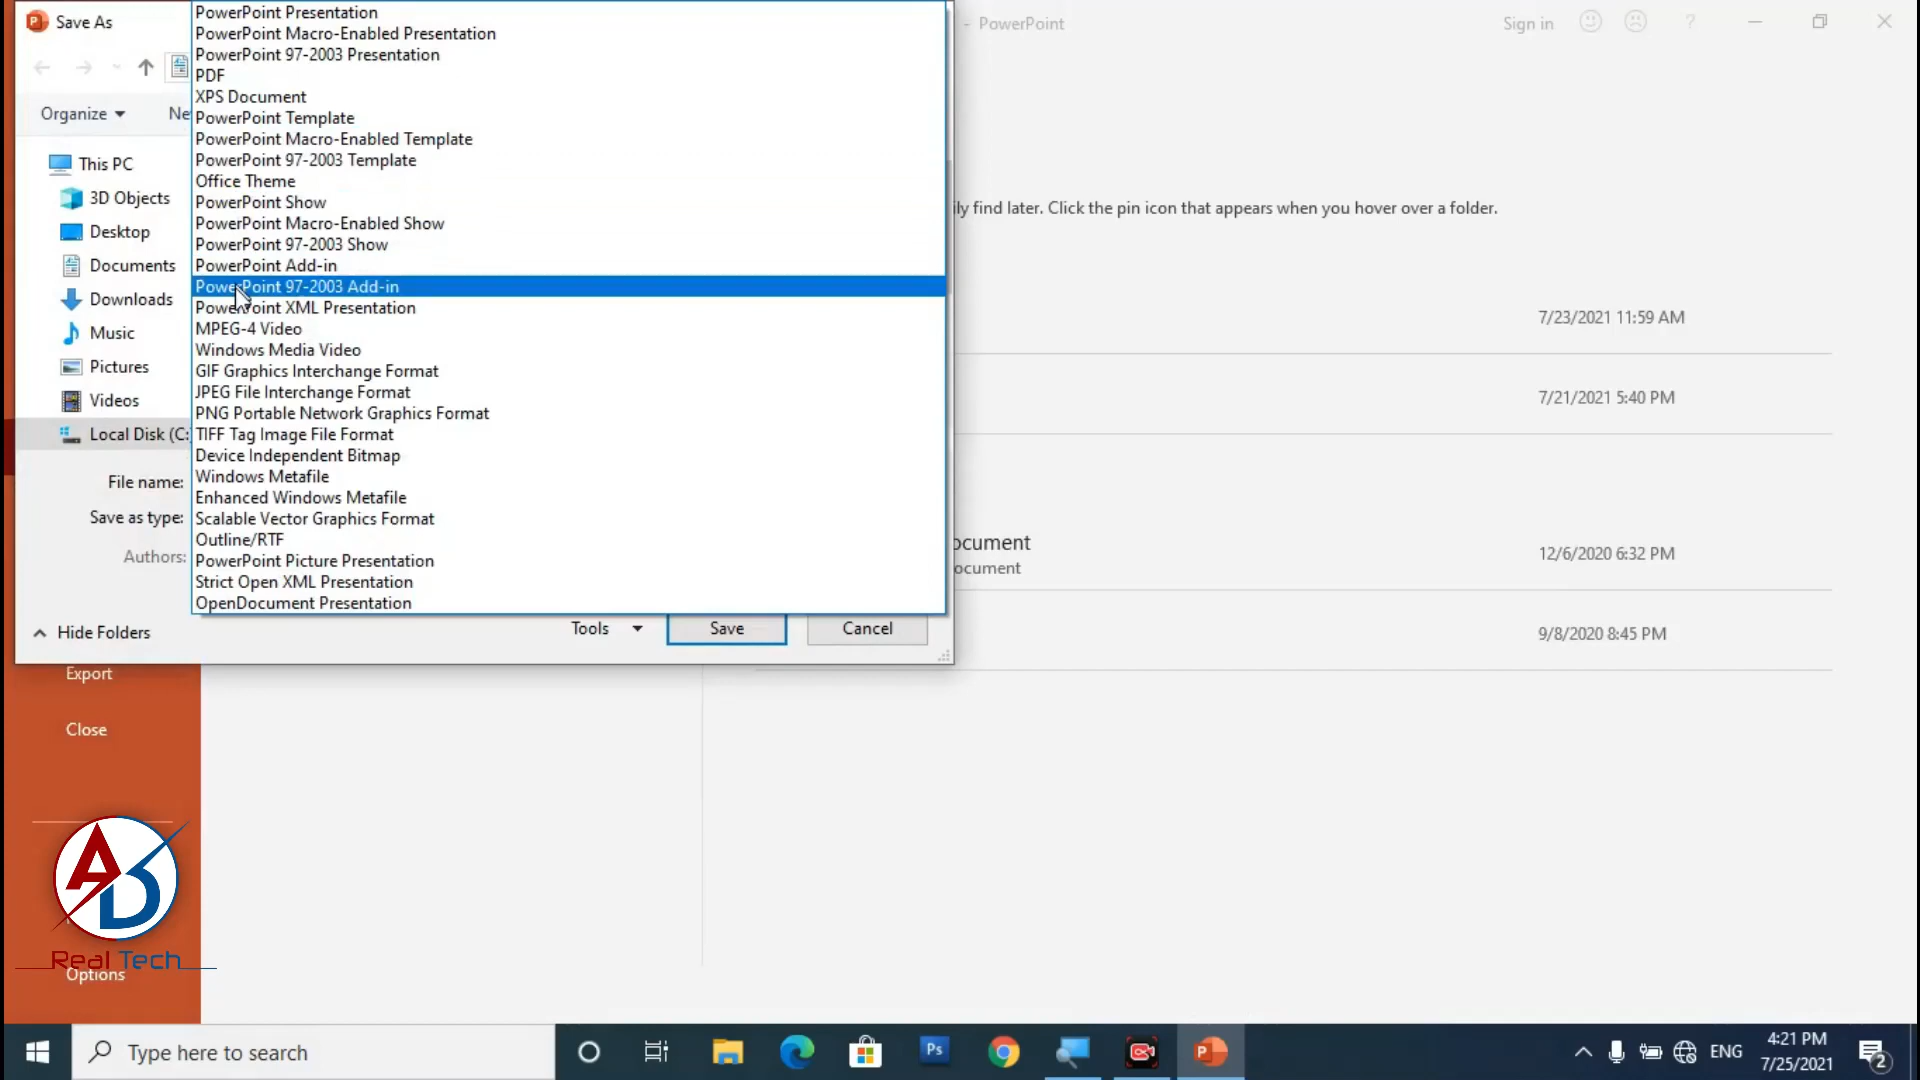 Save As
Organize
Ne
This PC
3D Objects
Desktop
Documents
Downloads
Music
Pictures
Videos
Local Disk (C:
File name:
Save as type:
Authors:
Hide Folders
PowerPoint Presentation
PowerPoint Macro-Enabled Presentation
PowerPoint 97-2003 Presentation
PDF
XPS Document
PowerPoint Template
PowerPoint Macro-Enabled Template
PowerPoint 97-2003 Template
Office Theme
PowerPoint Show
PowerPoint Macro-Enabled Show
PowerPoint 97-2003 Show
PowerPoint Add-in
PowerPoint 97-2003 Add-in
PowerPoint XML Presentation
MPEG-4 Video
Windows Media Video
GIF Graphics Interchange Format
JPEG File Interchange Format
PNG Portable Network Graphics Format
TIFF Tag Image File Format
Device Independent Bitmap
Windows Metafile
Enhanced Windows Metafile
Scalable Vector Graphics Format
Outline/RTF
PowerPoint Picture Presentation
Strict Open XML Presentation
OpenDocument Presentation
Tools Save Cancel
- PowerPoint
Sign in
?
ily find later. Click the pin icon that appears when you hover over a folder.
7/23/2021 11:59 AM
7/21/2021 5:40 PM
ocument
ocument
12/6/2020 6:32 PM
9/8/2020 8:45 PM
Export
Close
AD
Real Tech
Options
Type here to search
Ps
ENG
4:21 PM
7/25/2021
2